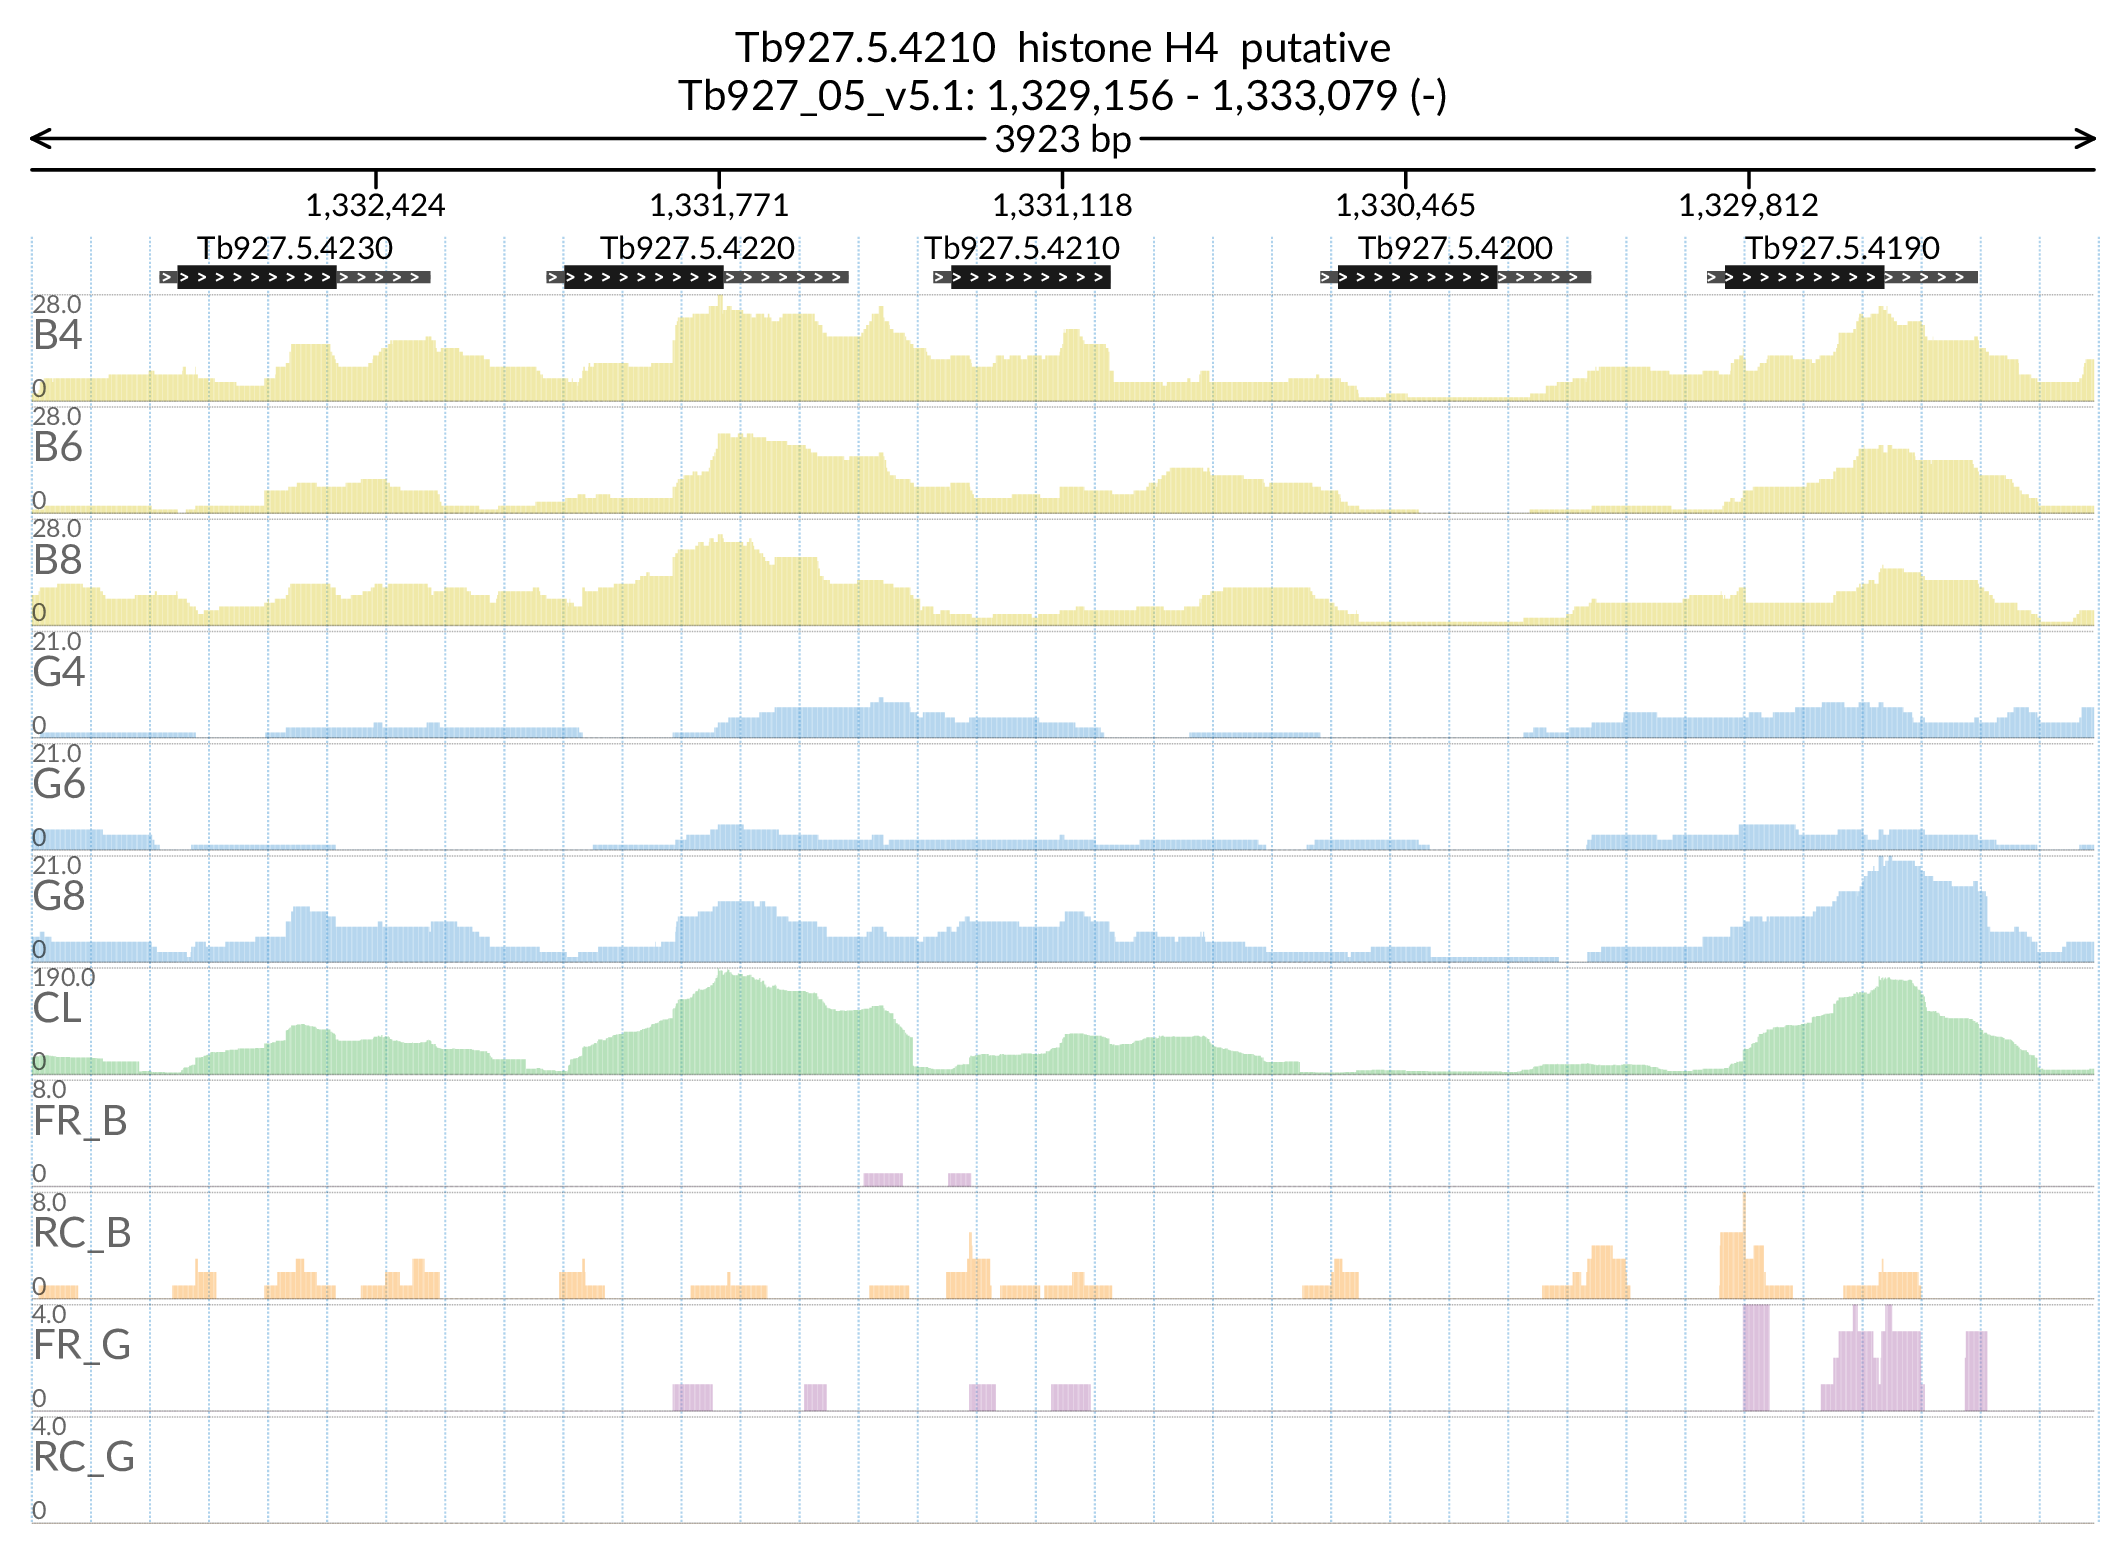 Tb927.5.4210 histone H4 putative
Tb927_05_v5.1: 1,329,156 - 1,333,079 (-)
3923 bp
1,332,424 1,331,771 1,331,118 1,330,465 1,329,812
Tb927.5.4230 Tb927.5.4220 Tb927.5.4210 Tb927.5.4200 Tb927.5.4190
28.0
B4
0
28.0
B6
0
28.0
B8
0
21.0
G4
0
21.0
G6
0
21.0
G8
0
190.0
CL
0
8.0
FR_B
0
8.0
RC_B
0
4.0
FR_G
0
4.0
RC_G
0